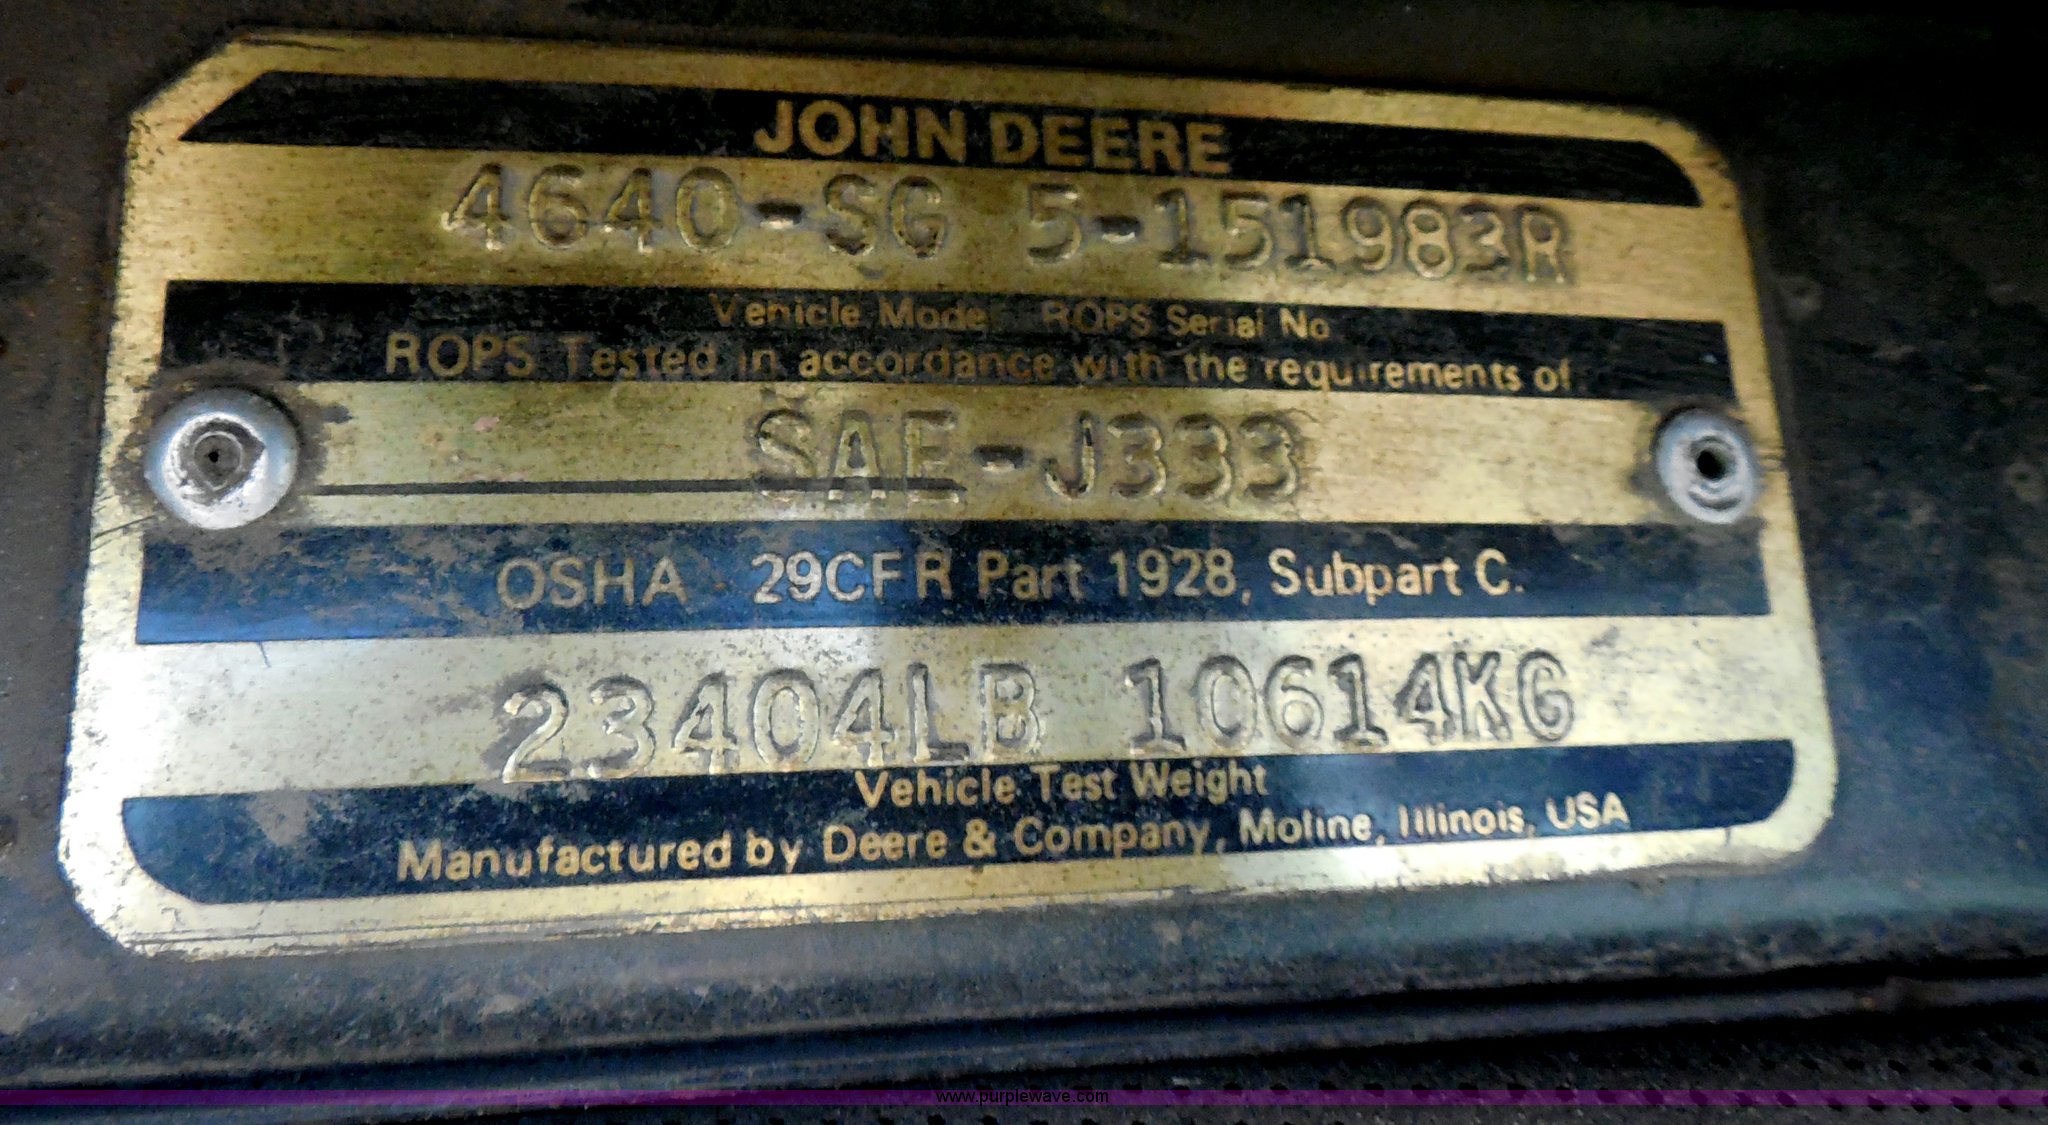 JOHN DEERE
4640-SG 5-151983R
Vehicle Model ROPS Serial No.
ROPS Tested in accordance with the requirements of
SAE-J333
OSHA 29CFR Part 1928, Subpart C.
23404LB 10614KG
Vehicle Test Weight
Manufactured by Deere & Company, Moline, Illinois, USA
www.purplewave.com